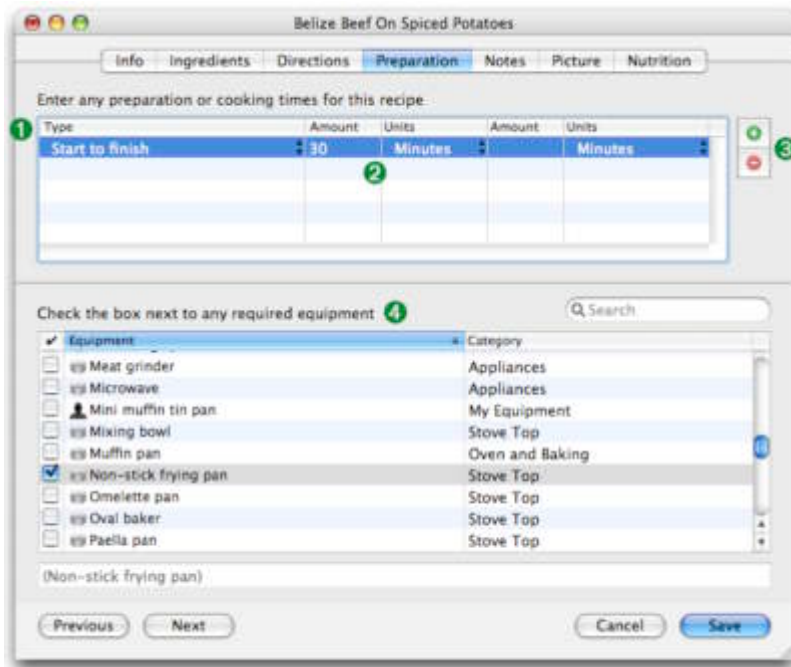 Belize Beef On Spiced Potatoes
Info Ingredients Directions Preparation Notes Picture Nutrition
Enter any preparation or cooking times for this recipe
1 Type Amount Units Amount Units
Start to finish 30 Minutes Minutes
3
2
Check the box next to any required equipment 4 Search
Equipment Category
Meat grinder Appliances
Microwave Appliances
Mini muffin tin pan My Equipment
Mixing bowl Stove Top
Muffin pan Oven and Baking
Non-stick frying pan Stove Top
Omelette pan Stove Top
Oval baker Stove Top
Paella pan Stove Top
(Non-stick frying pan)
Previous Next Cancel Save